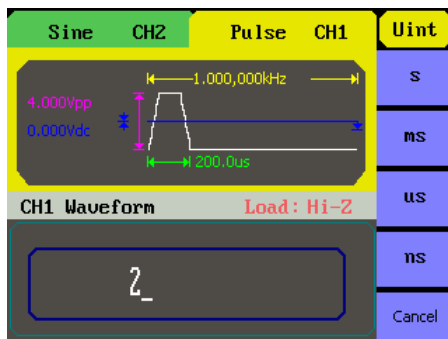 Sine CH2 Pulse CH1 Uint
1.000,000kHz
s
4.000Vpp
0.000Vdc
ms
200.0us
CH1 Waveform Load: Hi-Z
us
ns
2_
Cancel